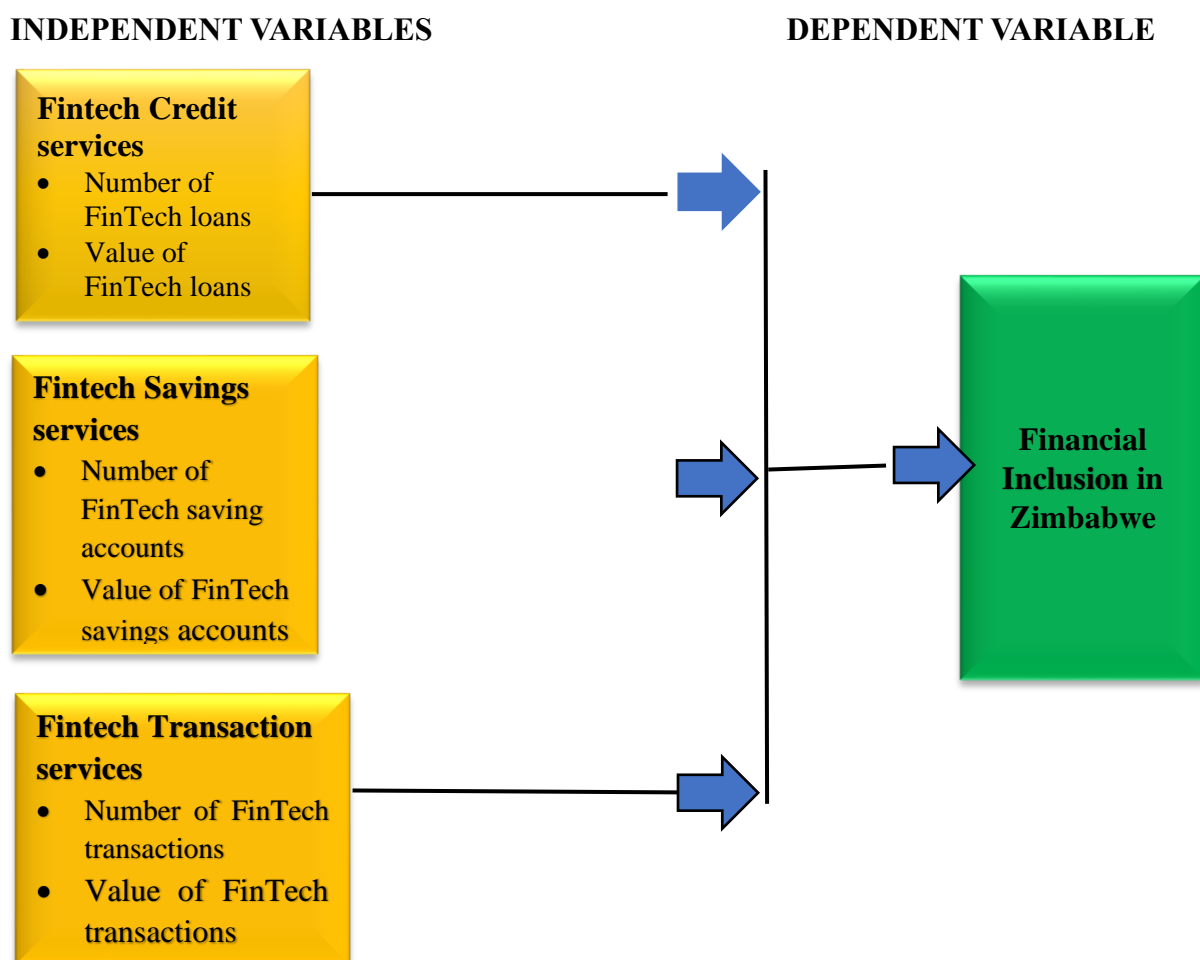 INDEPENDENT VARIABLES
DEPENDENT VARIABLE
Fintech Credit
services
• Number of
FinTech loans
• Value of
FinTech loans
Fintech Savings
services
• Number of
FinTech saving
accounts
• Value of FinTech
savings accounts
Fintech Transaction
services
• Number of FinTech
transactions
• Value of FinTech
transactions
Financial
Inclusion in
Zimbabwe